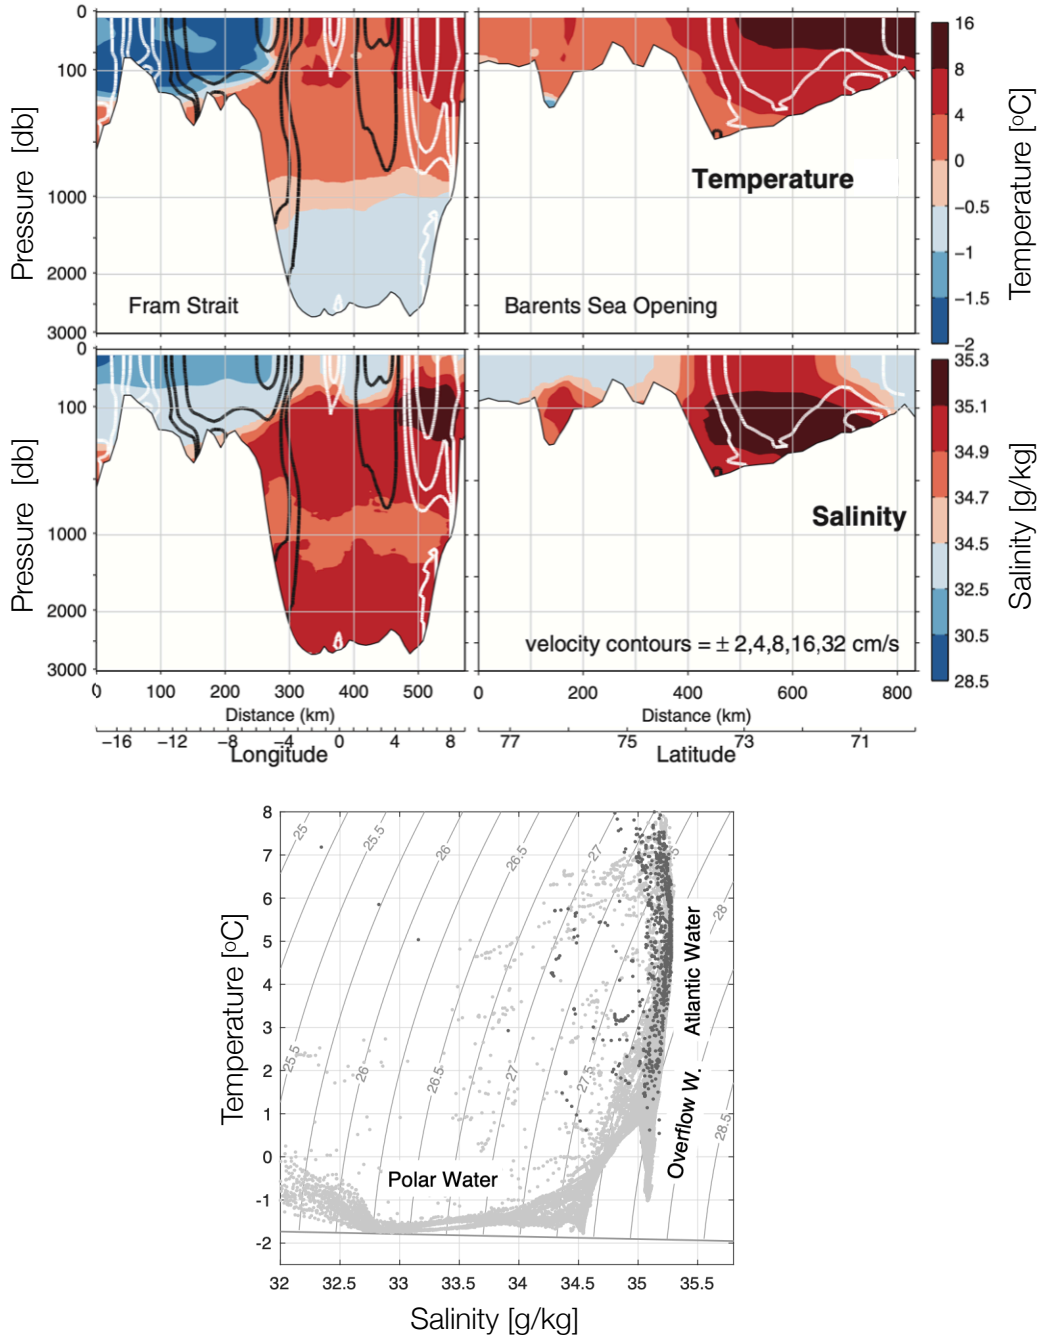 0
100
1000
2000
3000
Pressure [db]
Fram Strait
Temperature
Barents Sea Opening
16
8
4
0
−0.5
−1
−1.5
−2
Temperature [°C]
0
100
1000
2000
3000
Pressure [db]
Salinity
velocity contours = ± 2,4,8,16,32 cm/s
35.3
35.1
34.9
34.7
34.5
32.5
30.5
28.5
Salinity [g/kg]
0 100 200 300 400 500
Distance (km)
−16 −12 −8 −4 0 4 8
Longitude
0 200 400 600 800
Distance (km)
77 75 73 71
Latitude
8
7
6
5
4
3
2
1
0
-1
-2
Temperature [°C]
25
25.5
26
26.5
27
28
25.5
26
26.5
27
27.5
28.5
Atlantic Water
Overflow W.
Polar Water
32 32.5 33 33.5 34 34.5 35 35.5
Salinity [g/kg]